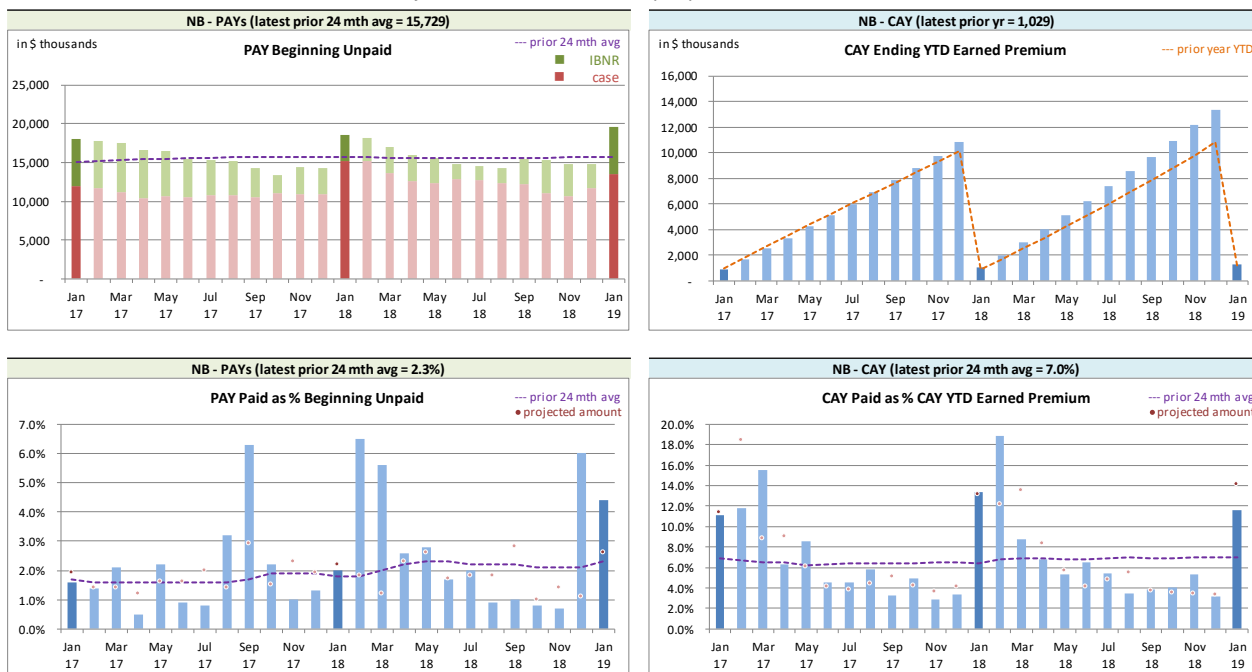 NB - PAYs (latest prior 24 mth avg = 15,729)
in $ thousands
PAY Beginning Unpaid
--- prior 24 mth avg
IBNR
case
25,000
20,000
15,000
10,000
5,000
-
Jan Mar May Jul Sep Nov Jan Mar May Jul Sep Nov Jan
17 17 17 17 17 17 18 18 18 18 18 18 19
NB - CAY (latest prior yr = 1,029)
in $ thousands
CAY Ending YTD Earned Premium
--- prior year YTD
16,000
14,000
12,000
10,000
8,000
6,000
4,000
2,000
-
Jan Mar May Jul Sep Nov Jan Mar May Jul Sep Nov Jan
17 17 17 17 17 17 18 18 18 18 18 18 19
NB - PAYs (latest prior 24 mth avg = 2.3%)
PAY Paid as % Beginning Unpaid
--- prior 24 mth avg
• projected amount
7.0%
6.0%
5.0%
4.0%
3.0%
2.0%
1.0%
0.0%
Jan Mar May Jul Sep Nov Jan Mar May Jul Sep Nov Jan
17 17 17 17 17 17 18 18 18 18 18 18 19
NB - CAY (latest prior 24 mth avg = 7.0%)
CAY Paid as % CAY YTD Earned Premium
--- prior 24 mth avg
• projected amount
20.0%
18.0%
16.0%
14.0%
12.0%
10.0%
8.0%
6.0%
4.0%
2.0%
0.0%
Jan Mar May Jul Sep Nov Jan Mar May Jul Sep Nov Jan
17 17 17 17 17 17 18 18 18 18 18 18 19